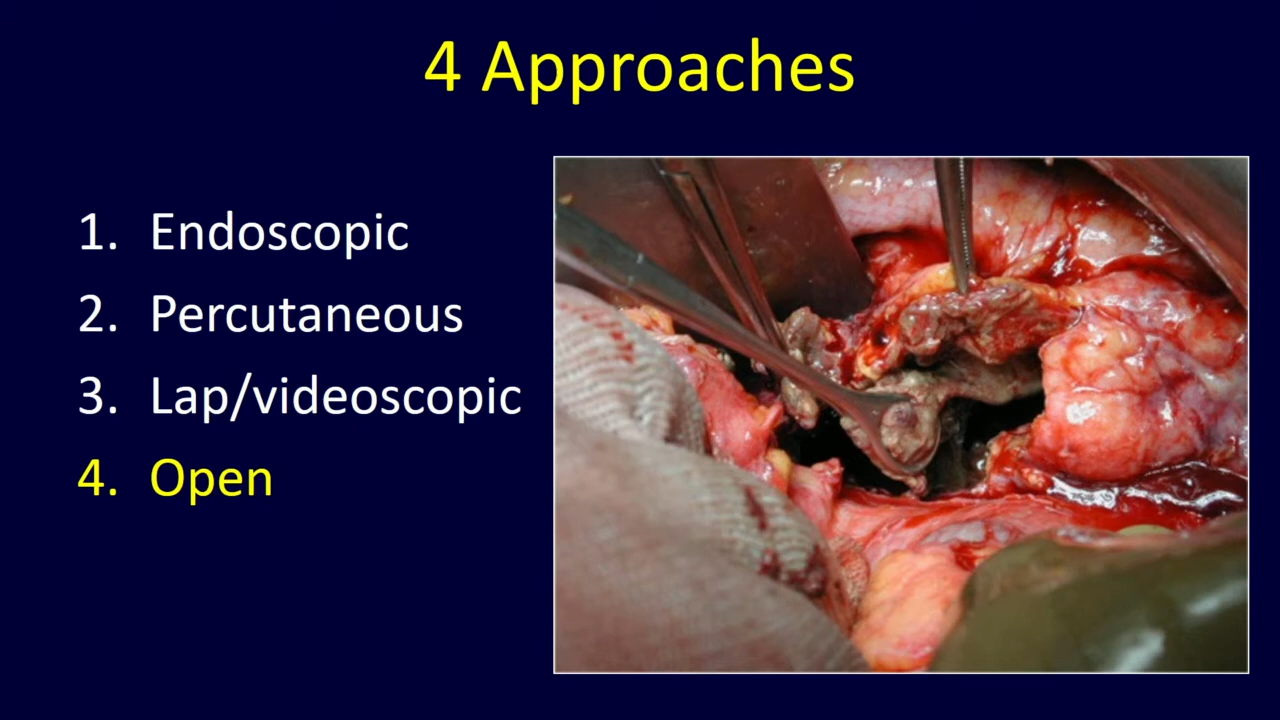 4 Approaches
1. Endoscopic
2. Percutaneous
3. Lap/videoscopic
4. Open